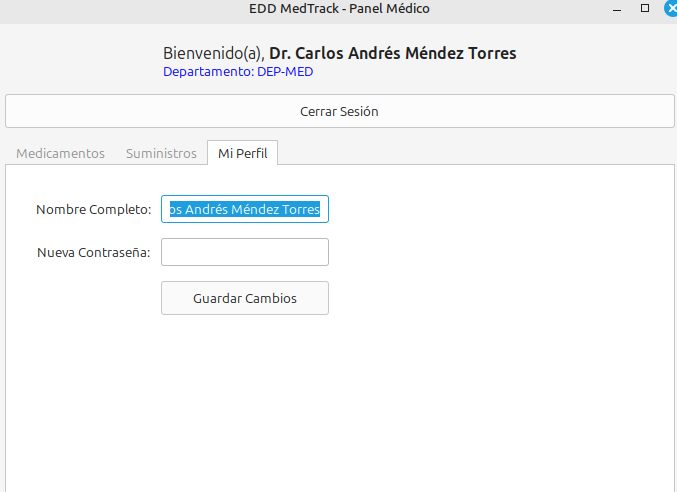 EDD MedTrack - Panel Médico
Bienvenido(a), Dr. Carlos Andrés Méndez Torres
Departamento: DEP-MED
Cerrar Sesión
Medicamentos Suministros Mi Perfil
Nombre Completo: os Andrés Méndez Torres
Nueva Contraseña:
Guardar Cambios